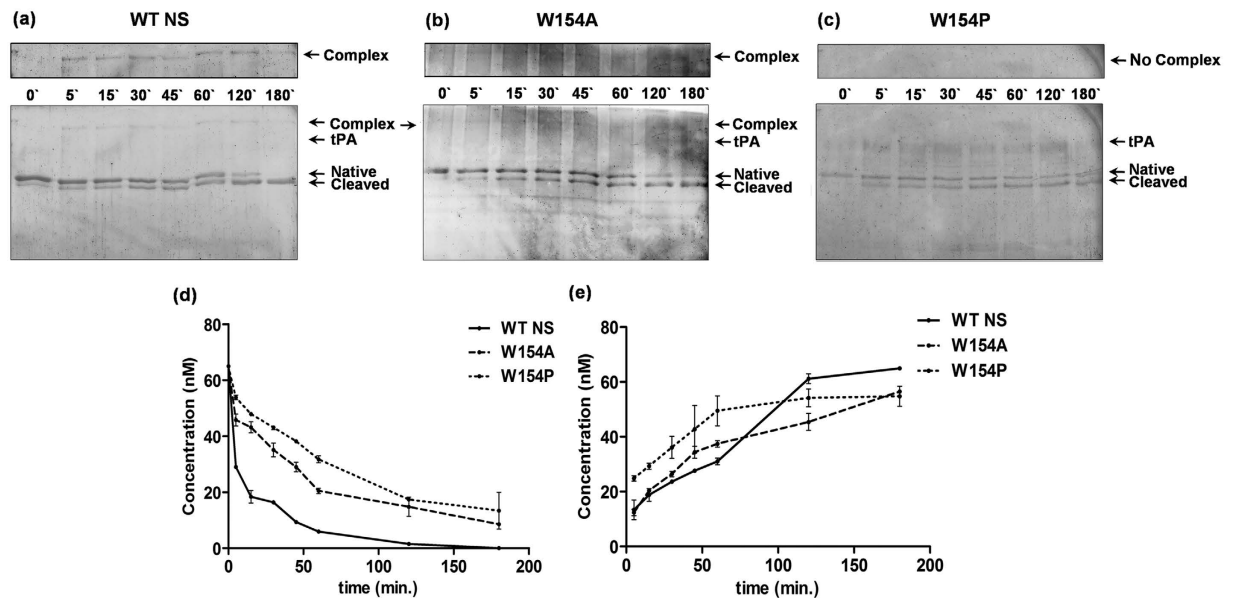 (a) WT NS
Complex
0` 5` 15` 30` 45` 60` 120` 180`
Complex
tPA
Native
Cleaved
(b) W154A
Complex
0` 5` 15` 30` 45` 60` 120` 180`
Complex
tPA
Native
Cleaved
(c) W154P
No Complex
0` 5` 15` 30` 45` 60` 120` 180`
tPA
Native
Cleaved
(d)
WT NS
W154A
W154P
Concentration (nM)
80
60
40
20
0
0 50 100 150 200
time (min.)
(e)
WT NS
W154A
W154P
Concentration (nM)
80
60
40
20
0
0 50 100 150 200
time (min.)